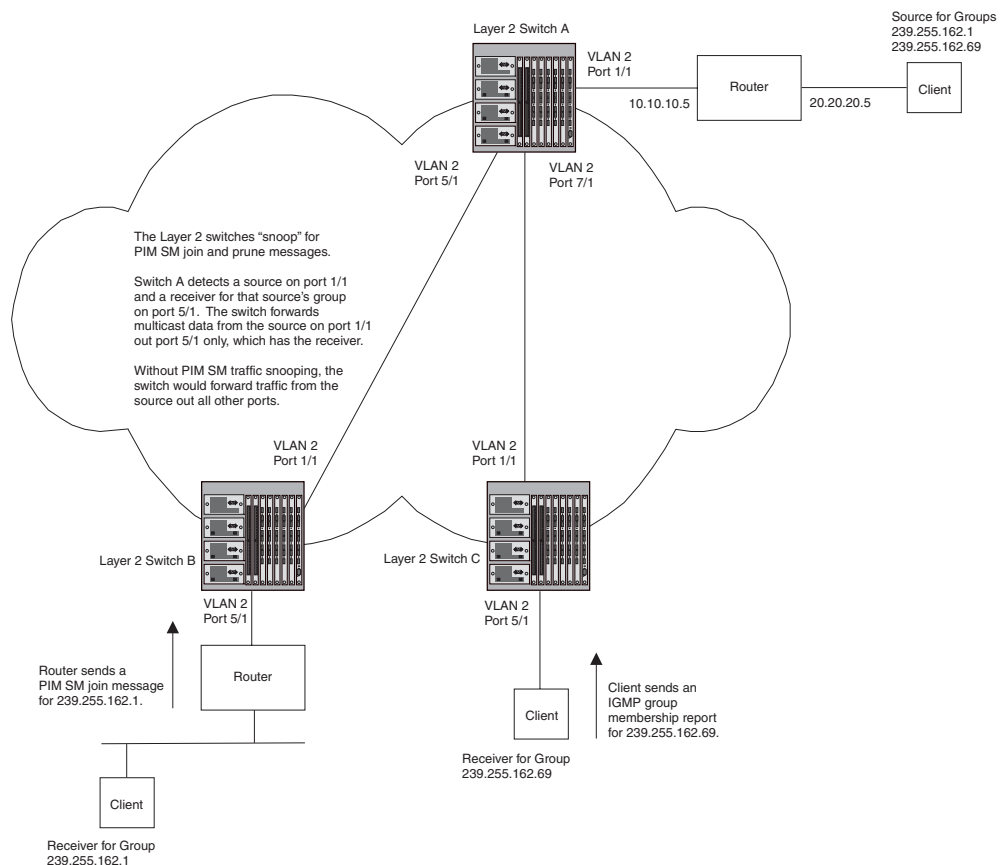 Layer 2 Switch A
VLAN 2
Port 1/1
Source for Groups
239.255.162.1
239.255.162.69
Router
Client
10.10.10.5
20.20.20.5
VLAN 2
Port 5/1
VLAN 2
Port 7/1
The Layer 2 switches “snoop” for
PIM SM join and prune messages.
Switch A detects a source on port 1/1
and a receiver for that source’s group
on port 5/1.  The switch forwards
multicast data from the source on port 1/1
out port 5/1 only, which has the receiver.
Without PIM SM traffic snooping, the
switch would forward traffic from the
source out all other ports.
VLAN 2
Port 1/1
VLAN 2
Port 1/1
Layer 2 Switch B
Layer 2 Switch C
VLAN 2
Port 5/1
VLAN 2
Port 5/1
Router sends a
PIM SM join message
for 239.255.162.1.
Router
Client
Client sends an
IGMP group
membership report
for 239.255.162.69.
Receiver for Group
239.255.162.69
Client
Receiver for Group
239.255.162.1